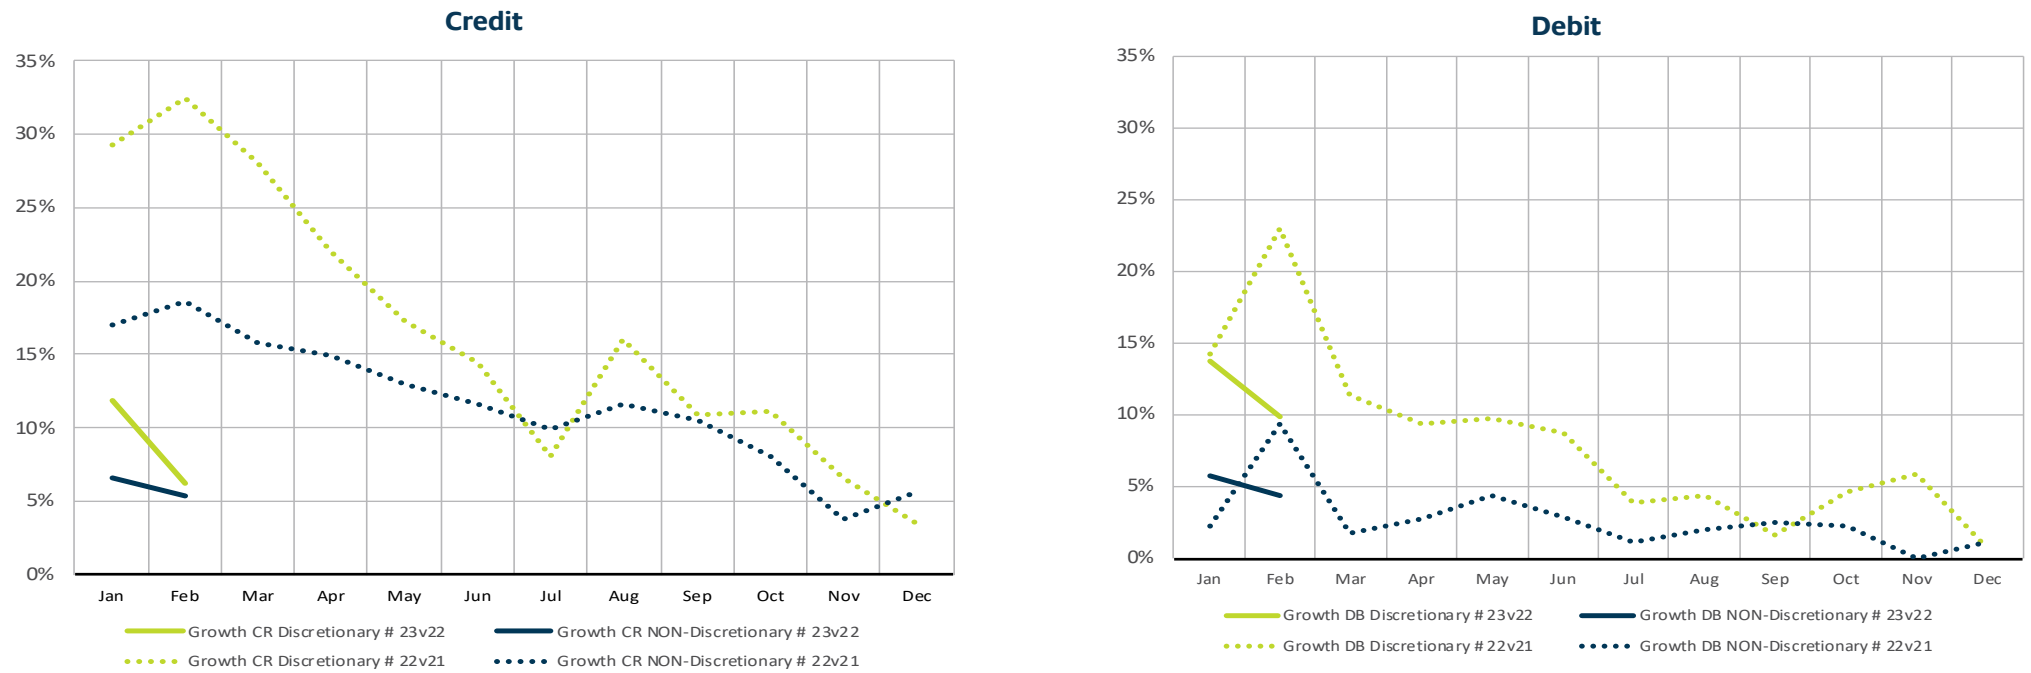 Credit
35%
30%
25%
20%
15%
10%
5%
0%
Jan Feb Mar Apr May Jun Jul Aug Sep Oct Nov Dec
Growth CR Discretionary # 23v22 Growth CR NON-Discretionary # 23v22
Growth CR Discretionary # 22v21 Growth CR NON-Discretionary # 22v21
Debit
35%
30%
25%
20%
15%
10%
5%
0%
Jan Feb Mar Apr May Jun Jul Aug Sep Oct Nov Dec
Growth DB Discretionary # 23v22 Growth DB NON-Discretionary # 23v22
Growth DB Discretionary # 22v21 Growth DB NON-Discretionary # 22v21